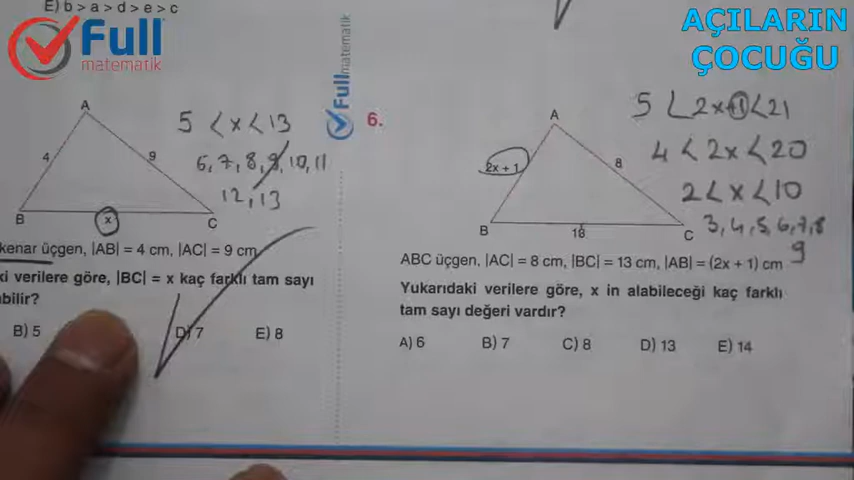 E) b > a > d > e > c
Full
matematik
AÇILARIN
ÇOCUĞU
A
4
9
B
x
C
5 < x < 13
6, 7, 8, 9, 10, 11
12, 13
kenar üçgen, |AB| = 4 cm, |AC| = 9 cm
ki verilere göre, |BC| = x kaç farklı tam sayı
abilir?
B) 5
D) 7
E) 8
Full matematik
6.
A
2x + 1
8
B
18
C
5 < 2x+1 < 21
4 < 2x < 20
2 < x < 10
3, 4, 5, 6, 7, 8
9
ABC üçgen, |AC| = 8 cm, |BC| = 13 cm, |AB| = (2x + 1) cm
Yukarıdaki verilere göre, x in alabileceği kaç farklı
tam sayı değeri vardır?
A) 6
B) 7
C) 8
D) 13
E) 14